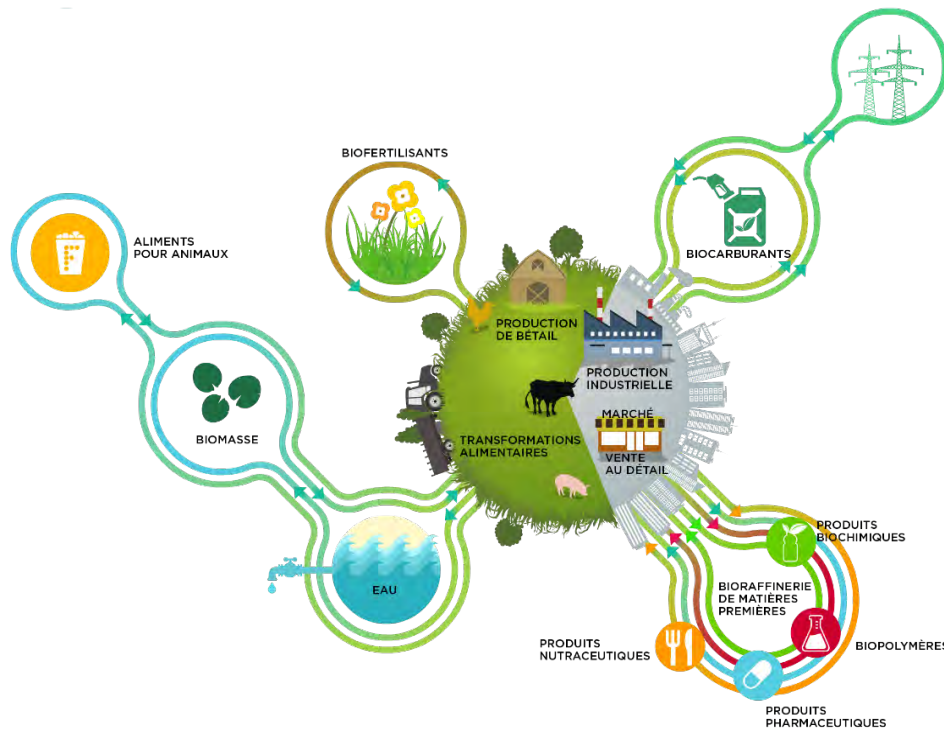 BIOFERTILISANTS
ALIMENTS
POUR ANIMAUX
BIOCARBURANTS
PRODUCTION
DE BÉTAIL
PRODUCTION
INDUSTRIELLE
MARCHÉ
BIOMASSE
TRANSFORMATIONS
ALIMENTAIRES
VENTE
AU DÉTAIL
PRODUITS
BIOCHIMIQUES
EAU
BIORAFFINERIE
DE MATIÈRES
PREMIÈRES
PRODUITS
NUTRACEUTIQUES
BIOPOLYMÈRES
PRODUITS
PHARMACEUTIQUES